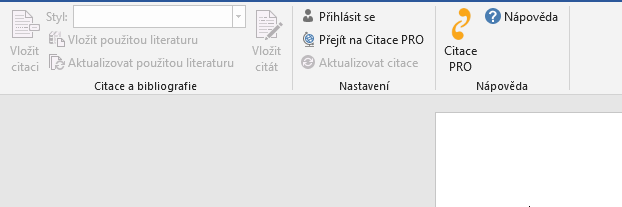 Vložit
citaci
Styl:
Vložit použitou literaturu
Aktualizovat použitou literaturu
Vložit
citát
Citace a bibliografie
Přihlásit se
Přejít na Citace PRO
Aktualizovat citace
Nastavení
Citace
PRO
Nápověda
Nápověda